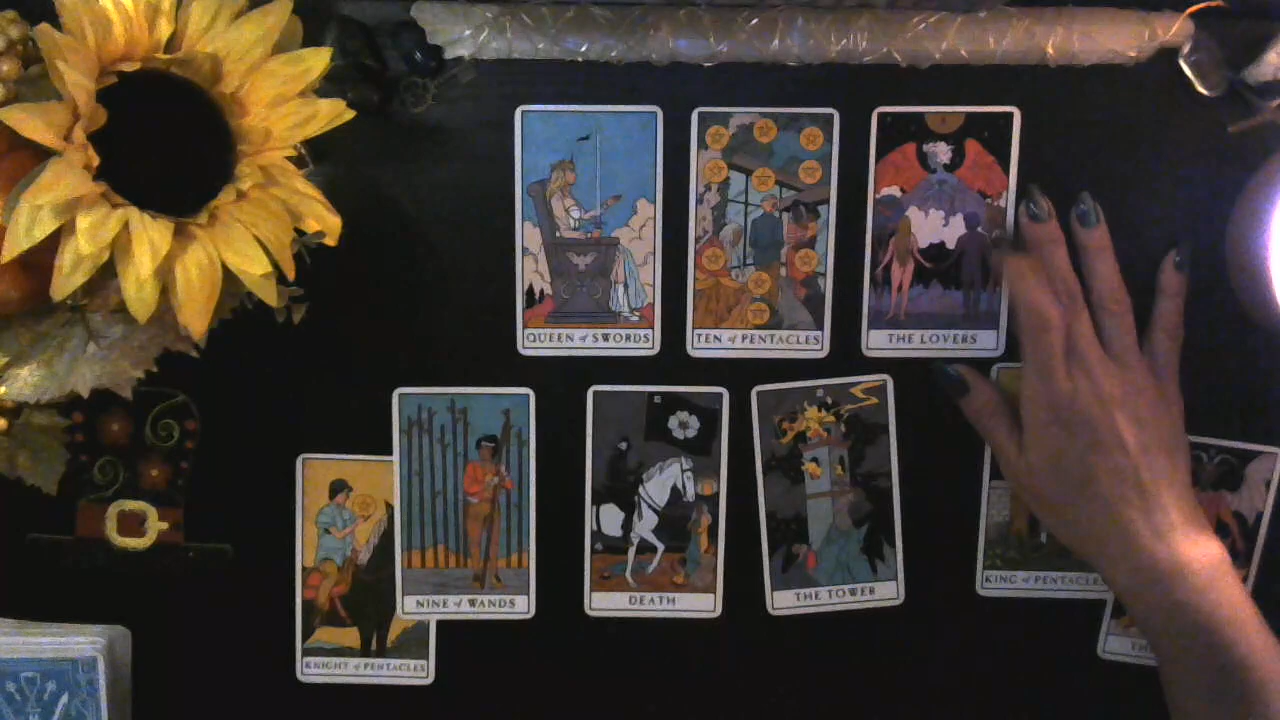 QUEEN of SWORDS
TEN of PENTACLES
THE LOVERS
KNIGHT of PENTACLES
NINE of WANDS
DEATH
THE TOWER
KING of PENTACLES